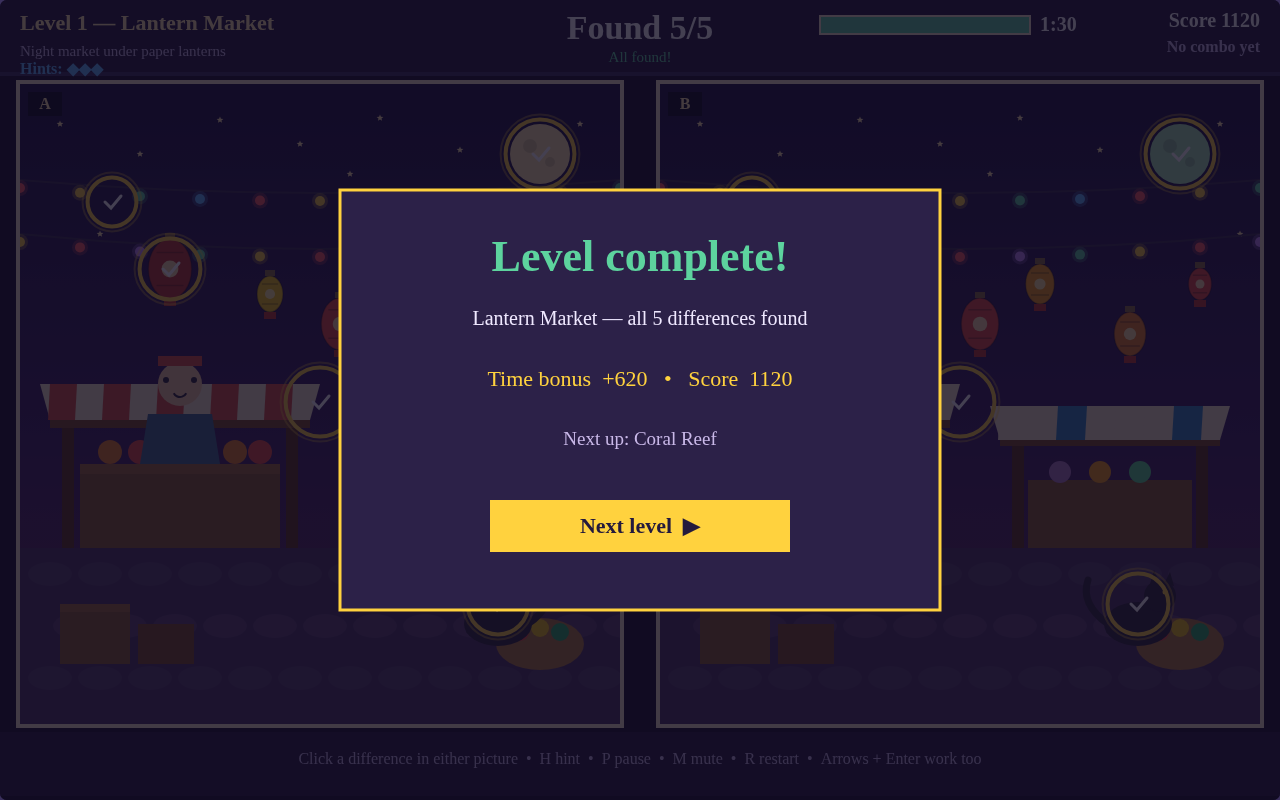 Level 1 — Lantern Market
Night market under paper lanterns
Hints: ◆◆◆
Found 5/5
All found!
1:30
Score 1120
No combo yet
A
B
Level complete!
Lantern Market — all 5 differences found
Time bonus +620 • Score 1120
Next up: Coral Reef
Next level ▶
Click a difference in either picture • H hint • P pause • M mute • R restart • Arrows + Enter work too